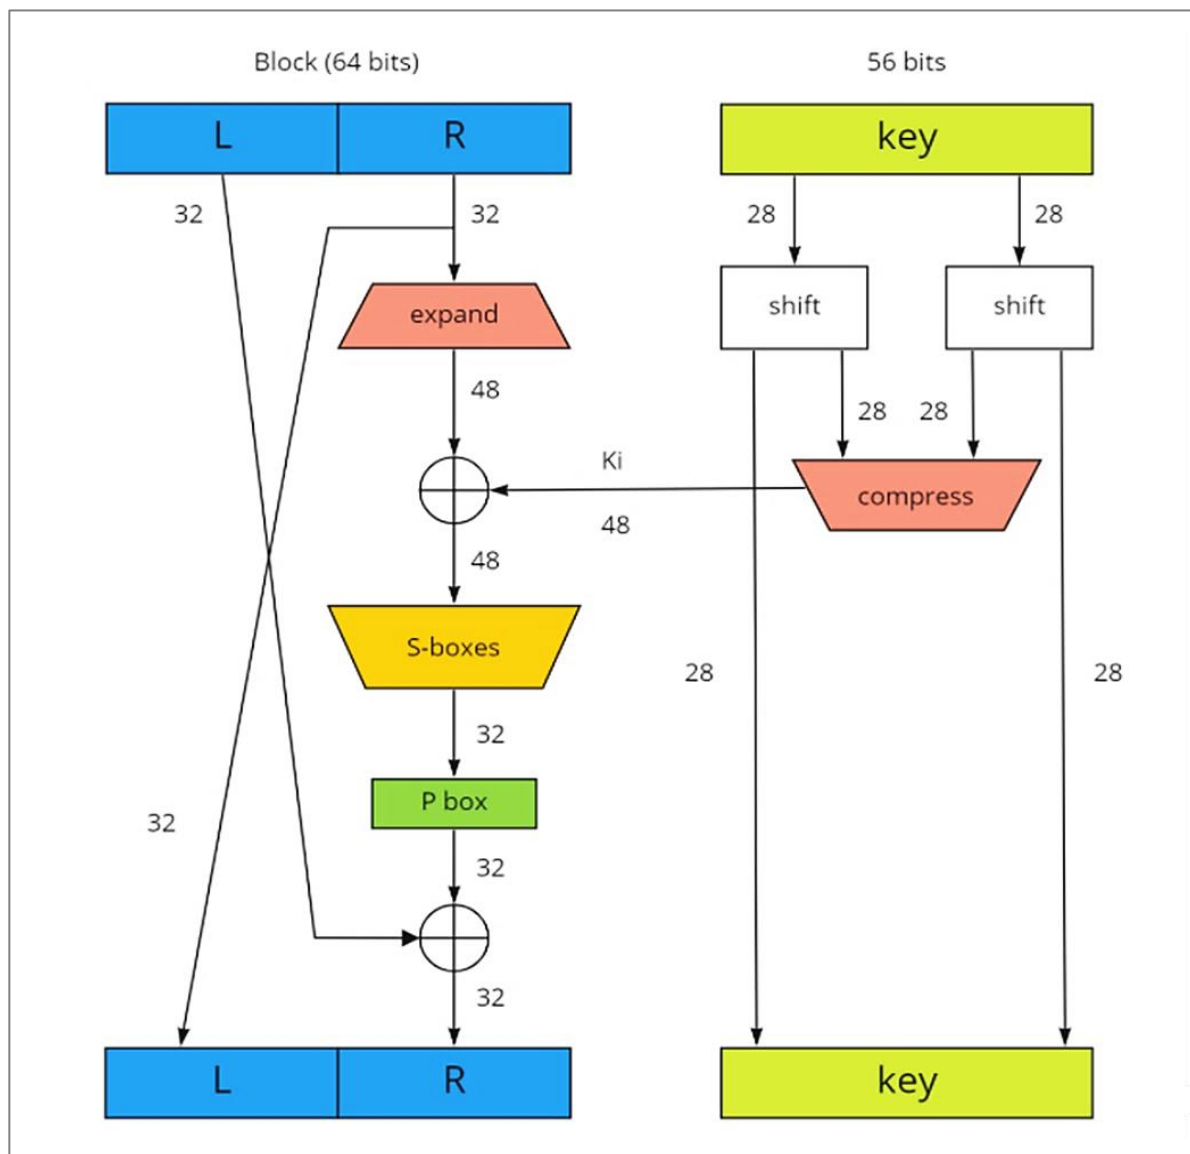 Block (64 bits)
56 bits
L
R
key
32
32
28
28
expand
shift
shift
48
28
28
Ki
compress
48
48
S-boxes
28
28
32
P box
32
32
32
L
R
key